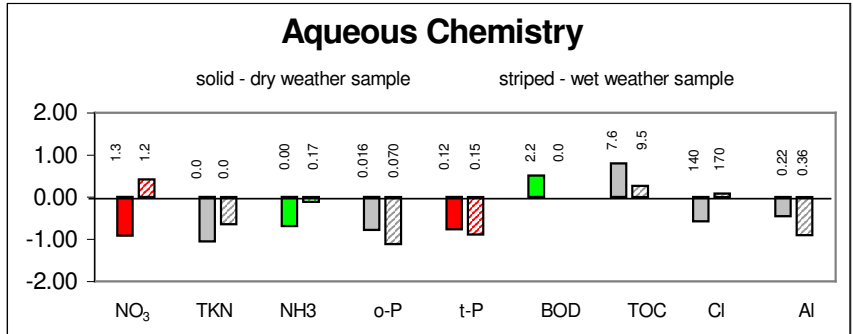 Aqueous Chemistry
solid - dry weather sample striped - wet weather sample
2.00
1.00
0.00
-1.00
-2.00
1.3 1.2 0.0 0.0 0.00 0.17 0.016 0.070 0.12 0.15 2.2 0.0 7.6 9.5 140 170 0.22 0.36
NO₃ TKN NH3 o-P t-P BOD TOC Cl Al